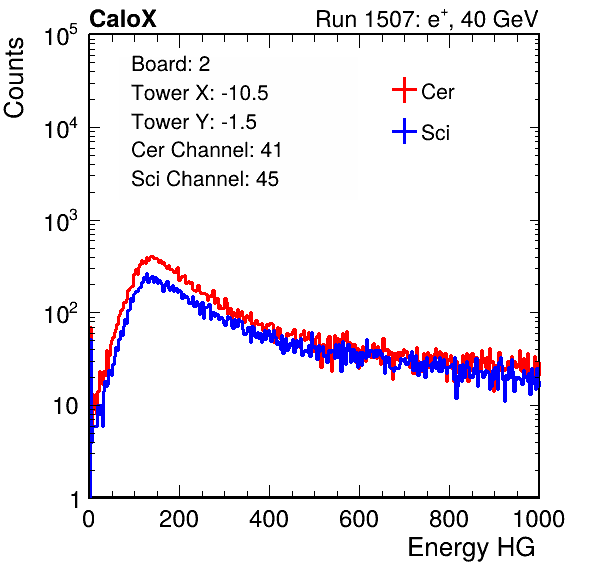 CaloX Run 1507: e⁺, 40 GeV
Counts
10⁵
10⁴
10³
10²
10
1
Board: 2
Tower X: -10.5
Tower Y: -1.5
Cer Channel: 41
Sci Channel: 45
Cer
Sci
0 200 400 600 800 1000
Energy HG